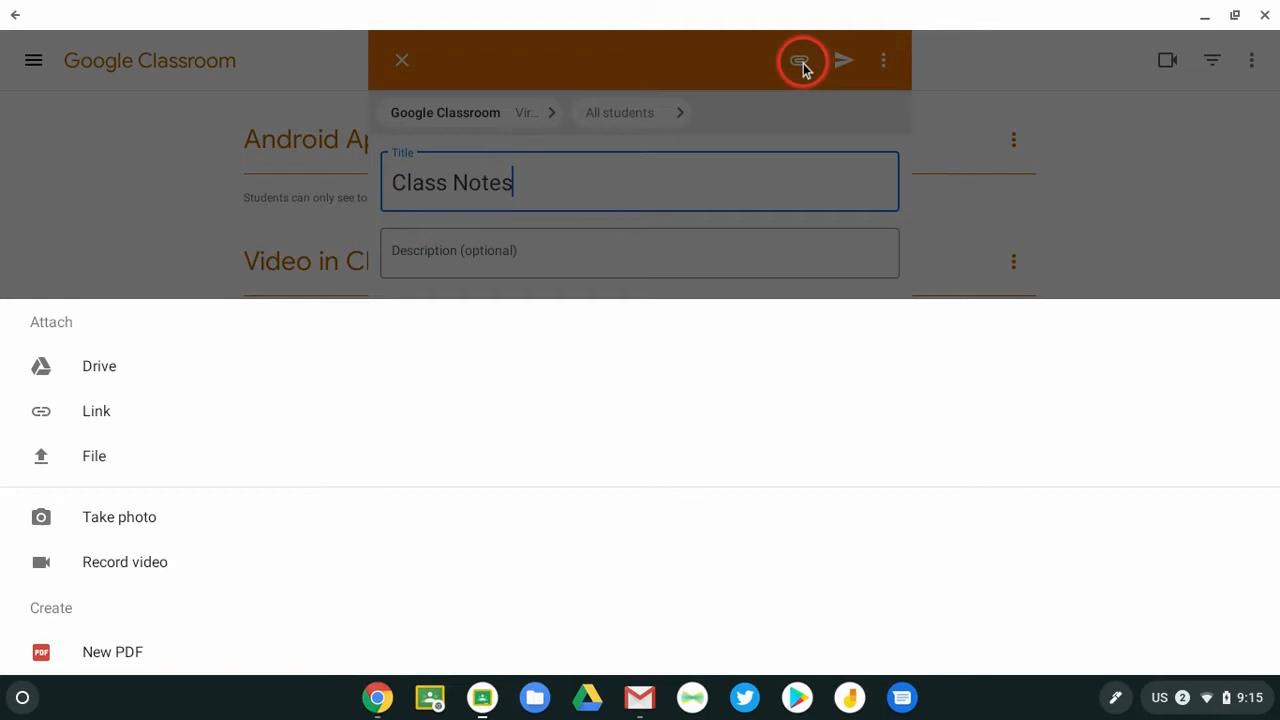 Google Classroom
Google Classroom Vir... All students
Android Ap
Title
Class Notes
Students can only see to
Description (optional)
Video in Cl
Attach
Drive
Link
File
Take photo
Record video
Create
PDF New PDF
US 2 9:15